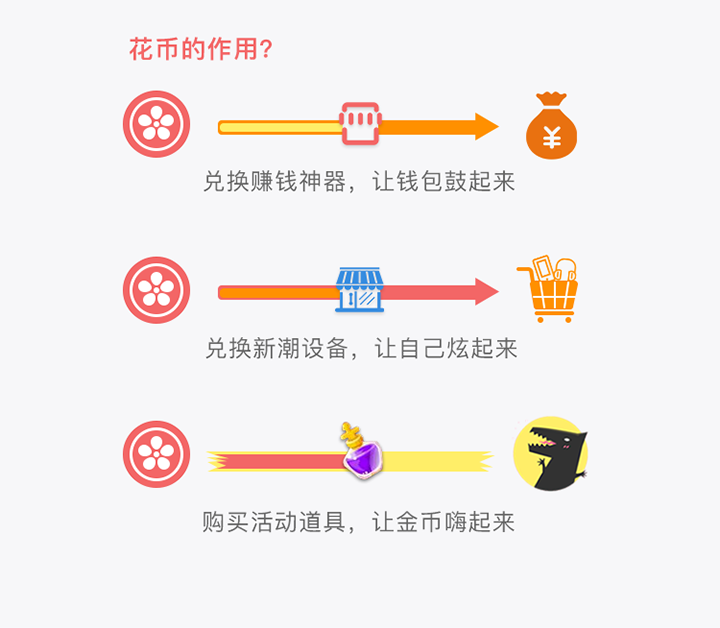 花币的作用?
¥
兑换赚钱神器，让钱包鼓起来
兑换新潮设备，让自己炫起来
购买活动道具，让金币嗨起来